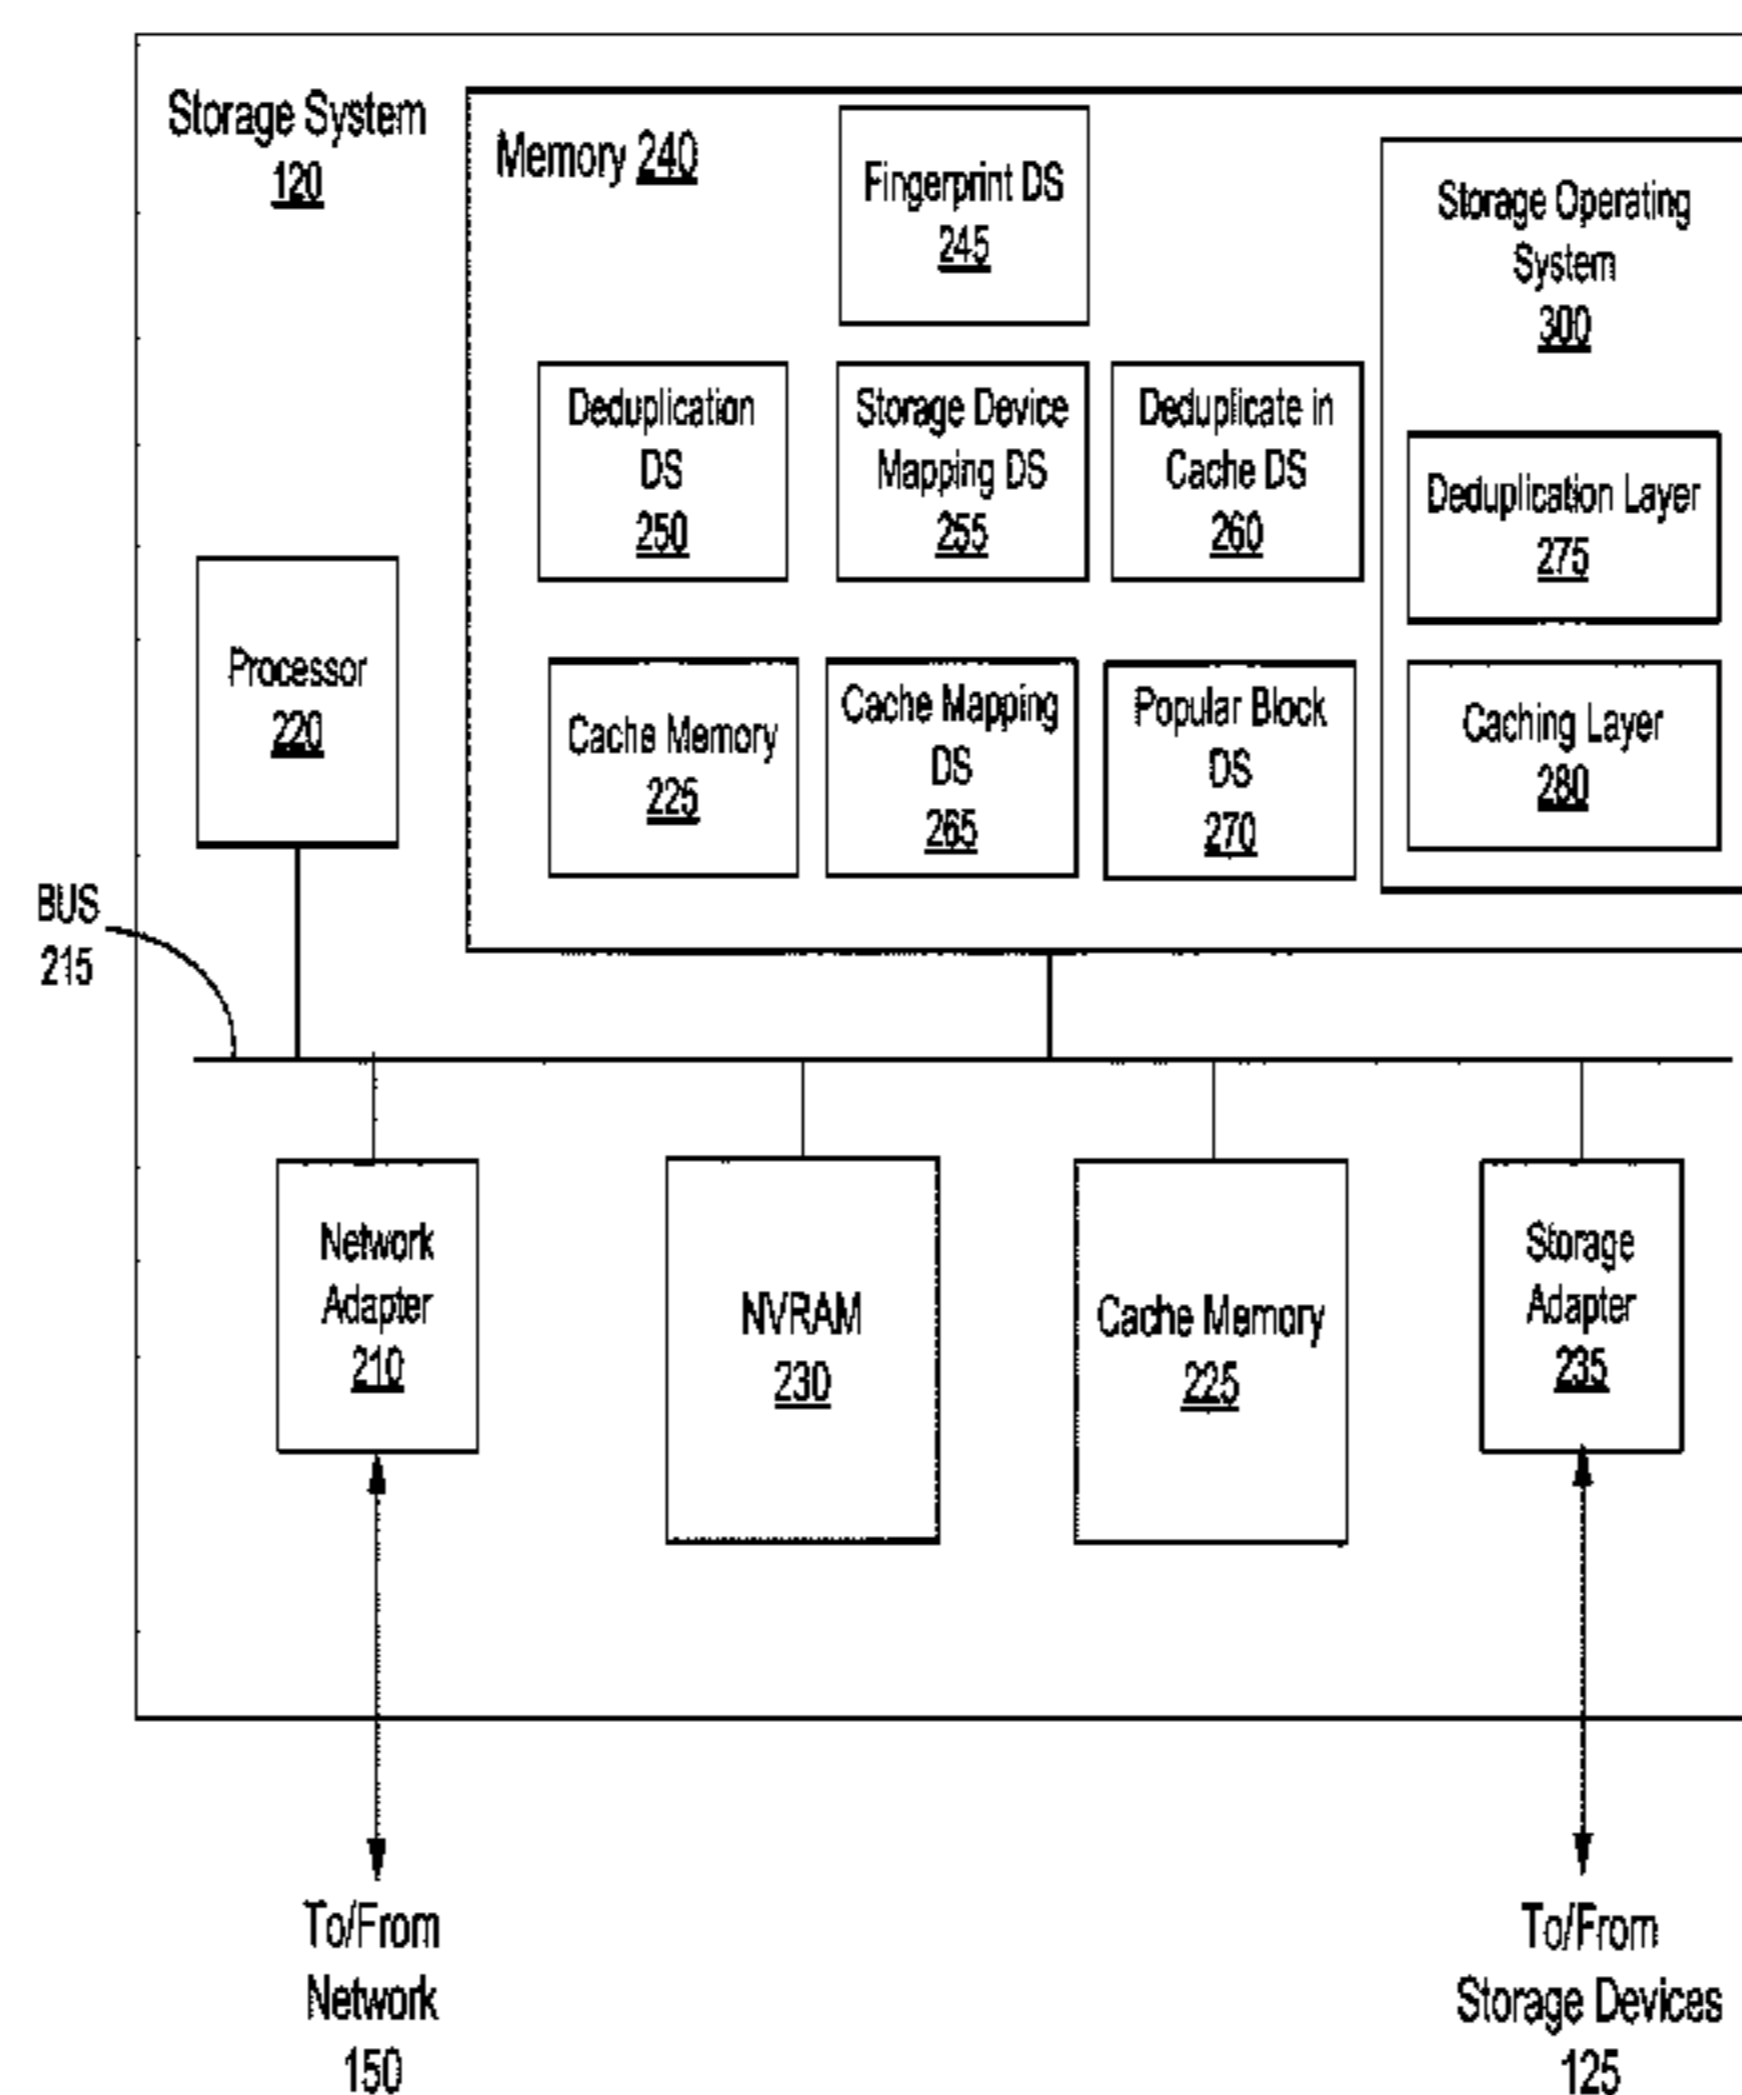 Storage System
120
Memory 240
Fingerprint DS
245
Storage Operating
System
300
Deduplication
DS
250
Storage Device
Mapping DS
255
Deduplicate in
Cache DS
260
Deduplication Layer
275
Processor
220
Cache Memory
225
Cache Mapping
DS
265
Popular Block
DS
270
Caching Layer
280
BUS
215
Network
Adapter
210
NVRAM
230
Cache Memory
225
Storage
Adapter
235
To/From
Network
150
To/From
Storage Devices
125